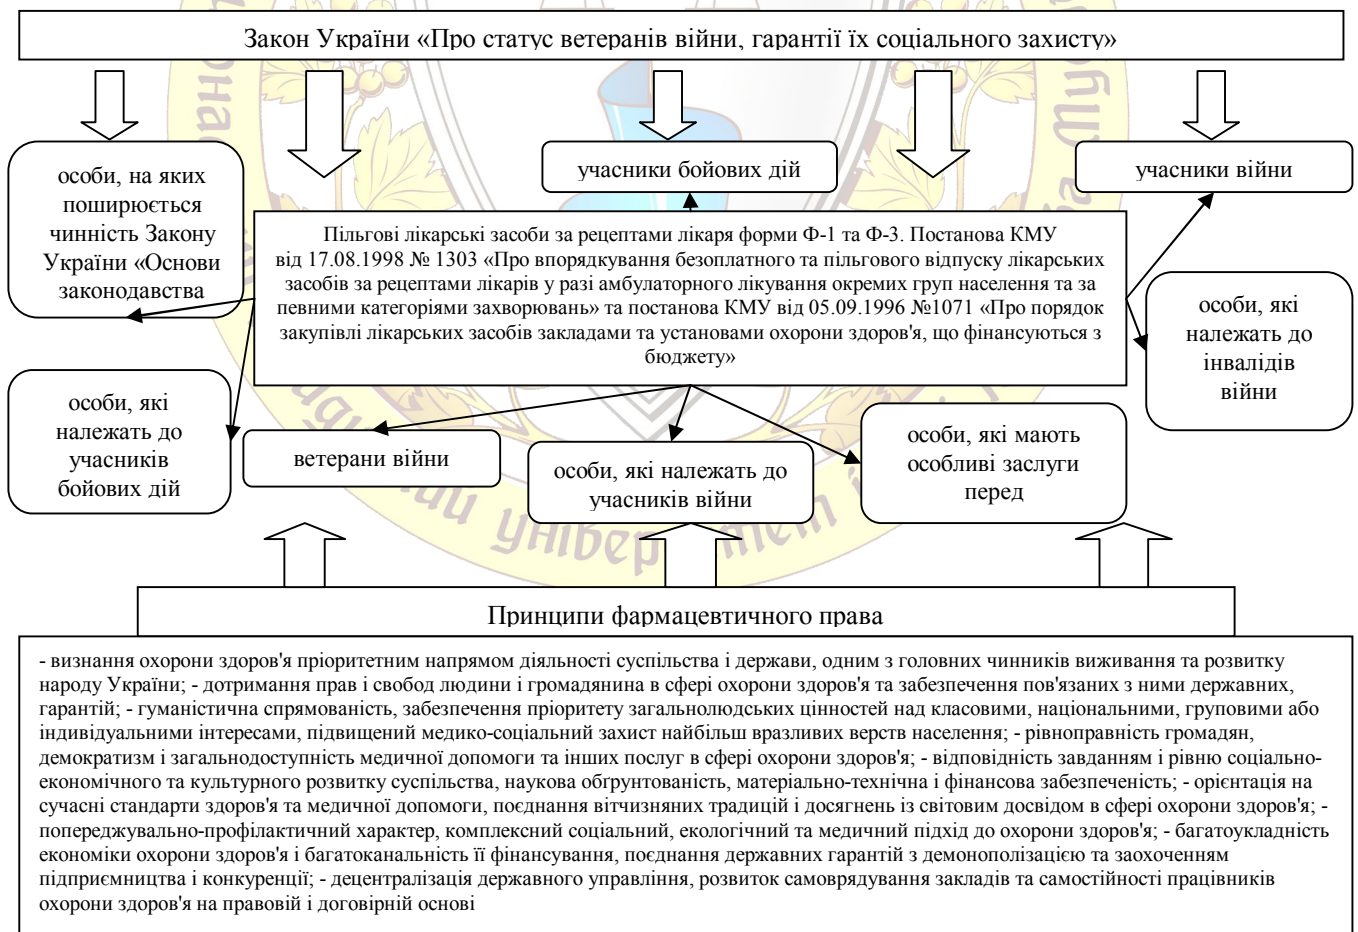 Закон України «Про статус ветеранів війни, гарантії їх соціального захисту»
особи, на яких
поширюється
чинність Закону
України «Основи
законодавства
учасники бойових дій
учасники війни
Пільгові лікарські засоби за рецептами лікаря форми Ф-1 та Ф-3. Постанова КМУ
від 17.08.1998 № 1303 «Про впорядкування безоплатного та пільгового відпуску лікарських
засобів за рецептами лікарів у разі амбулаторного лікування окремих груп населення та за
певними категоріями захворювань» та постанова КМУ від 05.09.1996 №1071 «Про порядок
закупівлі лікарських засобів закладами та установами охорони здоров'я, що фінансуються з
бюджету»
особи, які
належать до
інвалідів
війни
особи, які
належать до
учасників
бойових дій
ветерани війни
особи, які належать до
учасників війни
особи, які мають
особливі заслуги
перед
Принципи фармацевтичного права
- визнання охорони здоров'я пріоритетним напрямом діяльності суспільства і держави, одним з головних чинників виживання та розвитку
народу України; - дотримання прав і свобод людини і громадянина в сфері охорони здоров'я та забезпечення пов'язаних з ними державних,
гарантій; - гуманістична спрямованість, забезпечення пріоритету загальнолюдських цінностей над класовими, національними, груповими або
індивідуальними інтересами, підвищений медико-соціальний захист найбільш вразливих верств населення; - рівноправність громадян,
демократизм і загальнодоступність медичної допомоги та інших послуг в сфері охорони здоров'я; - відповідність завданням і рівню соціально-
економічного та культурного розвитку суспільства, наукова обґрунтованість, матеріально-технічна і фінансова забезпеченість; - орієнтація на
сучасні стандарти здоров'я та медичної допомоги, поєднання вітчизняних традицій і досягнень із світовим досвідом в сфері охорони здоров'я; -
попереджувально-профілактичний характер, комплексний соціальний, екологічний та медичний підхід до охорони здоров'я; - багатоукладність
економіки охорони здоров'я і багатоканальність її фінансування, поєднання державних гарантій з демонополізацією та заохоченням
підприємництва і конкуренції; - децентралізація державного управління, розвиток самоврядування закладів та самостійності працівників
охорони здоров'я на правовій і договірній основі